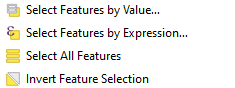 Select Features by Value...
Select Features by Expression...
Select All Features
Invert Feature Selection